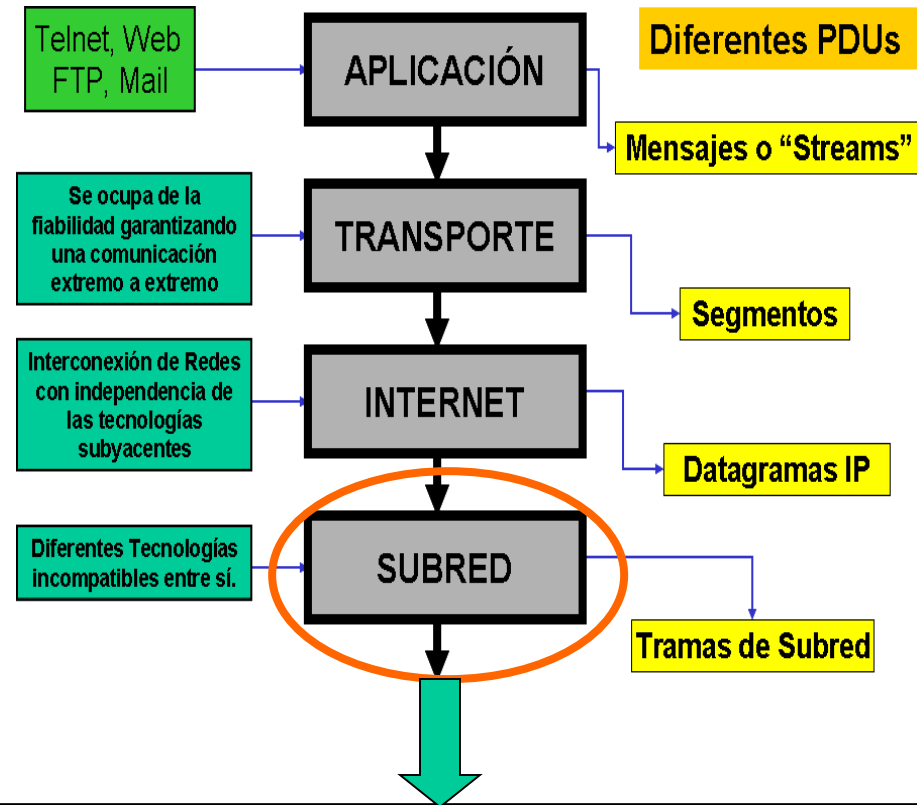 Telnet, Web
FTP, Mail
APLICACIÓN
Diferentes PDUs
Mensajes o “Streams”
Se ocupa de la
fiabilidad garantizando
una comunicación
extremo a extremo
TRANSPORTE
Segmentos
Interconexión de Redes
con independencia de
las tecnologías
subyacentes
INTERNET
Datagramas IP
Diferentes Tecnologías
incompatibles entre sí.
SUBRED
Tramas de Subred